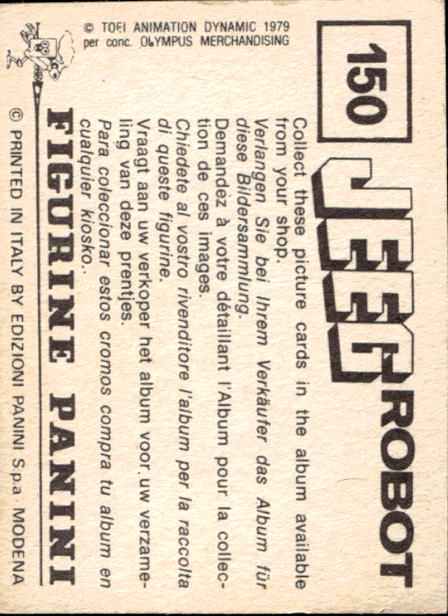 150
JEEG ROBOT
Collect these picture cards in the album available
from your shop.
Verlangen Sie bei Ihrem Verkäufer das Album für
diese Bildersammlung.
Demandez à votre détaillant l'Album pour la collec-
tion de ces images.
Chiedete al vostro rivenditore l'album per la raccolta
di queste figurine.
Vraagt aan uw verkoper het album voor uw verzame-
ling van deze prentjes.
Para coleccionar estos cromos compra tu album en
cualquier kiosko..
© TOEI ANIMATION DYNAMIC 1979
per conc. OLYMPUS MERCHANDISING
FIGURINE PANINI
© PRINTED IN ITALY BY EDIZIONI PANINI S.p.a. MODENA